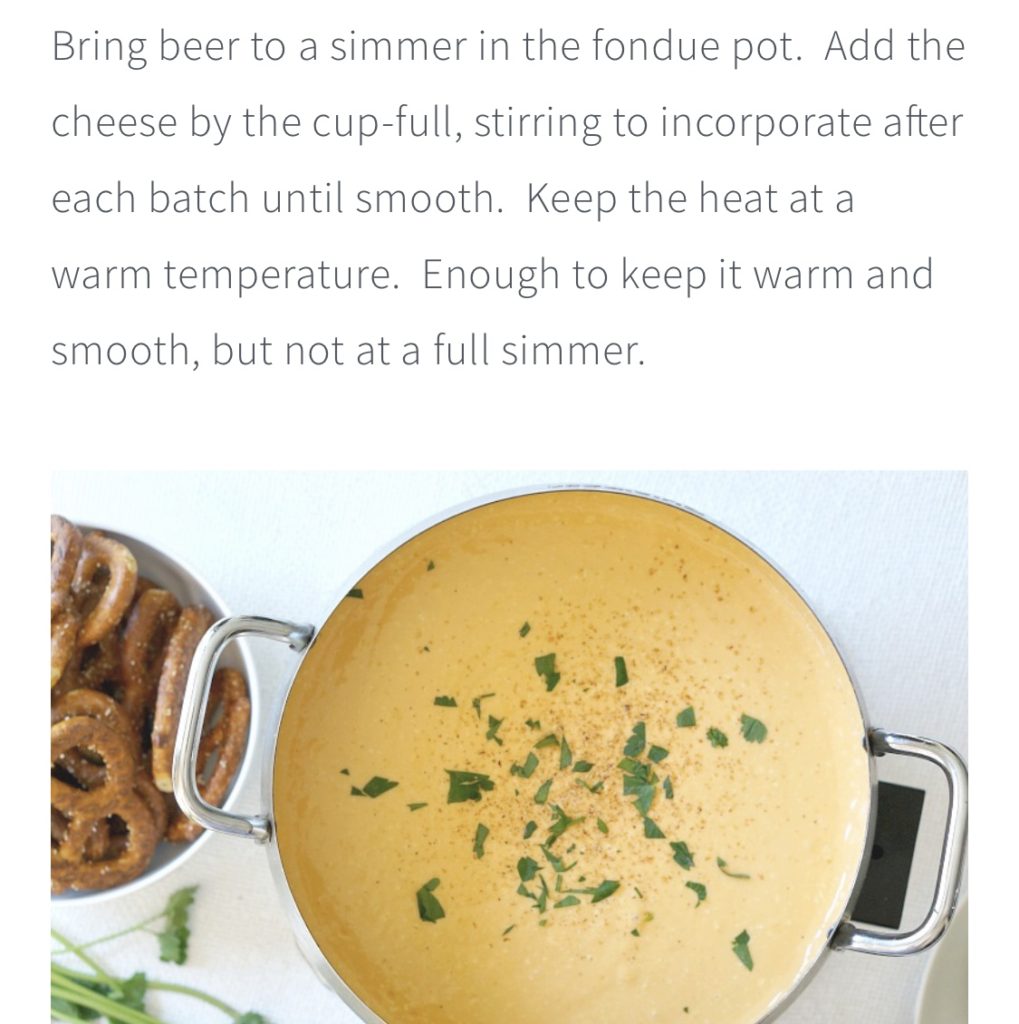 Bring beer to a simmer in the fondue pot.  Add the
cheese by the cup-full, stirring to incorporate after
each batch until smooth.  Keep the heat at a
warm temperature.  Enough to keep it warm and
smooth, but not at a full simmer.